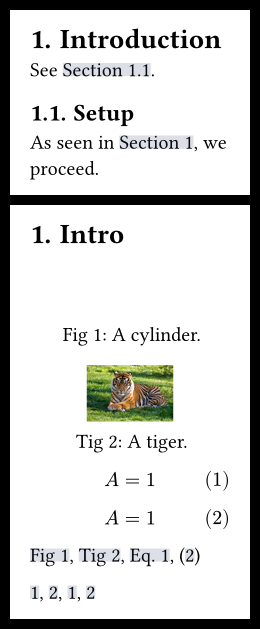 1. Introduction
See Section 1.1.
1.1. Setup
As seen in Section 1, we
proceed.
1. Intro
Fig 1: A cylinder.
Tig 2: A tiger.
A = 1 (1)
A = 1 (2)
Fig 1, Tig 2, Eq. 1, (2)
1, 2, 1, 2